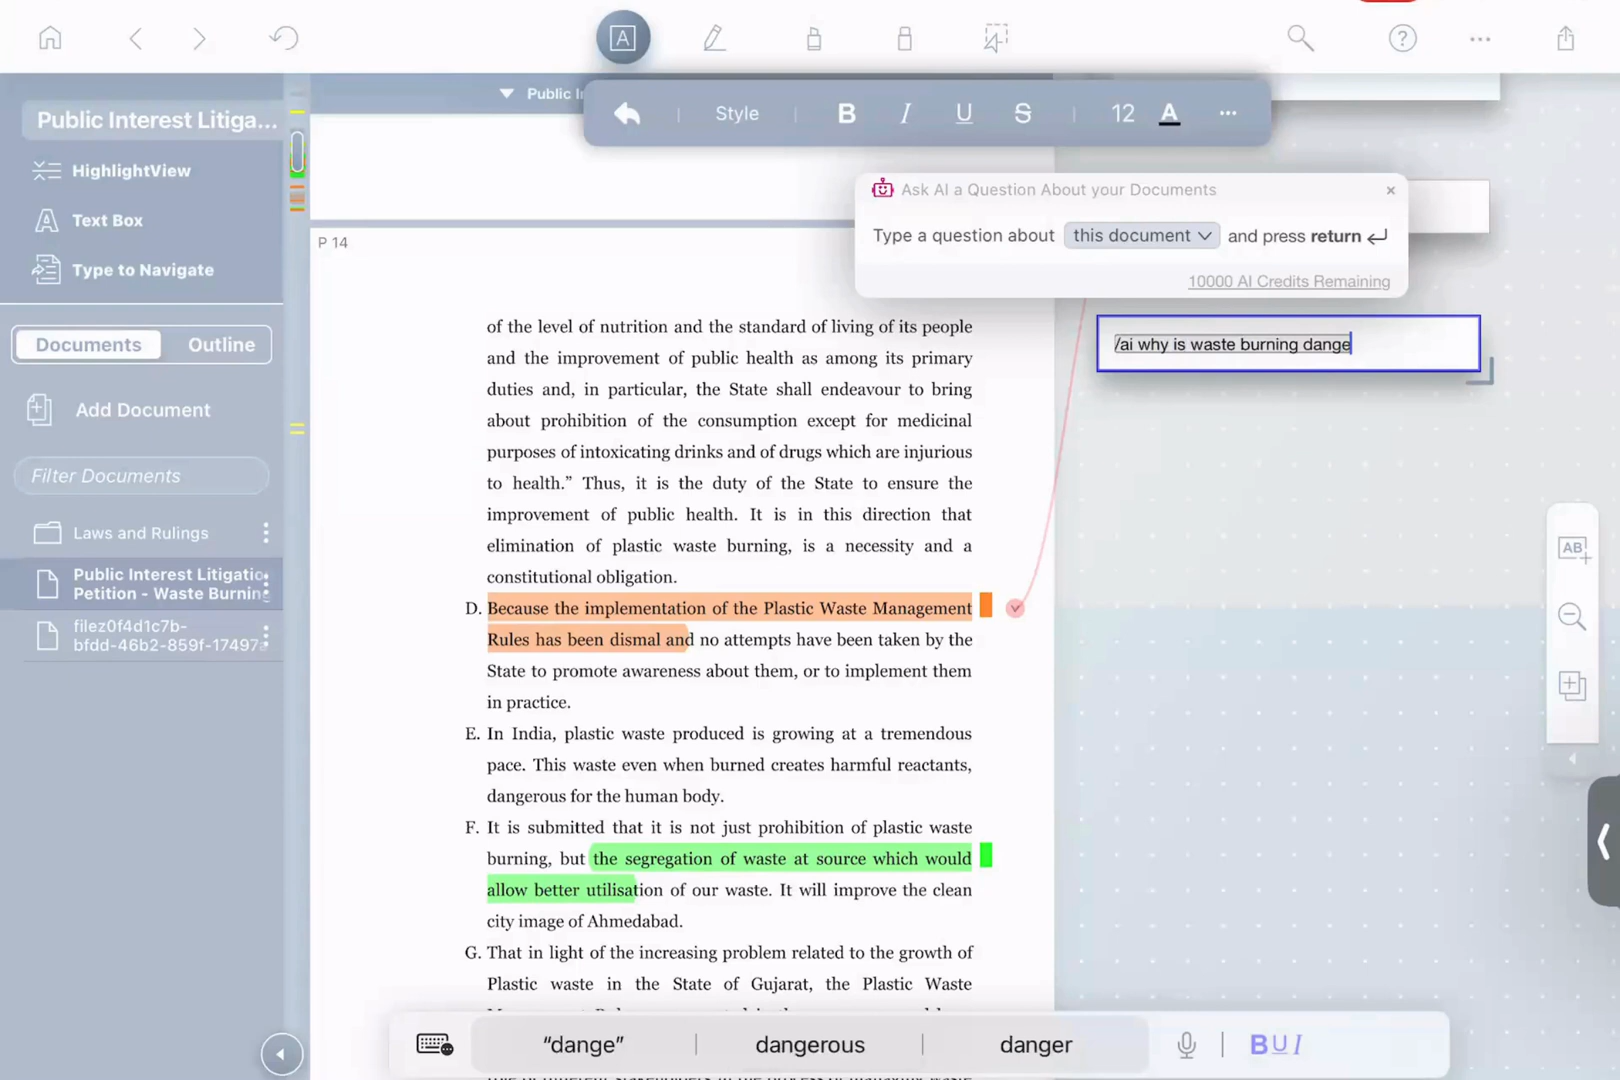 A
Public In
Style
B I U S
12 A
Public Interest Litiga...
HighlightView
Text Box
Type to Navigate
Documents
Outline
Add Document
Filter Documents
Laws and Rulings
Public Interest Litigatio
Petition - Waste Burning
filez0f4d1c7b-
bfdd-46b2-859f-17497
Ask AI a Question About your Documents
Type a question about this document and press return
10000 AI Credits Remaining
/ai why is waste burning dange
P 14
of the level of nutrition and the standard of living of its people
and the improvement of public health as among its primary
duties and, in particular, the State shall endeavour to bring
about prohibition of the consumption except for medicinal
purposes of intoxicating drinks and of drugs which are injurious
to health.” Thus, it is the duty of the State to ensure the
improvement of public health. It is in this direction that
elimination of plastic waste burning, is a necessity and a
constitutional obligation.
D. Because the implementation of the Plastic Waste Management
Rules has been dismal and no attempts have been taken by the
State to promote awareness about them, or to implement them
in practice.
E. In India, plastic waste produced is growing at a tremendous
pace. This waste even when burned creates harmful reactants,
dangerous for the human body.
F. It is submitted that it is not just prohibition of plastic waste
burning, but the segregation of waste at source which would
allow better utilisation of our waste. It will improve the clean
city image of Ahmedabad.
G. That in light of the increasing problem related to the growth of
Plastic waste in the State of Gujarat, the Plastic Waste
AB
“dange”
dangerous
danger
B U I